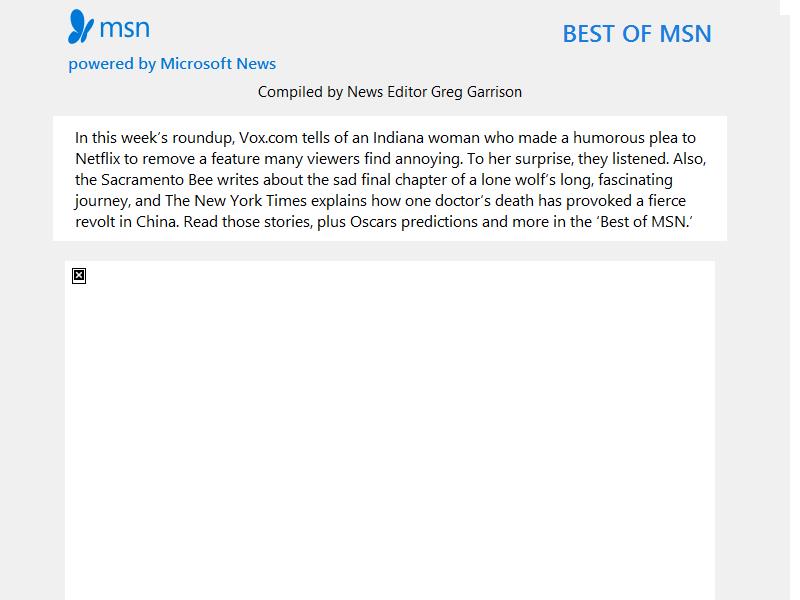 msn
BEST OF MSN
powered by Microsoft News
Compiled by News Editor Greg Garrison
In this week’s roundup, Vox.com tells of an Indiana woman who made a humorous plea to
Netflix to remove a feature many viewers find annoying. To her surprise, they listened. Also,
the Sacramento Bee writes about the sad final chapter of a lone wolf’s long, fascinating
journey, and The New York Times explains how one doctor’s death has provoked a fierce
revolt in China. Read those stories, plus Oscars predictions and more in the ‘Best of MSN.’